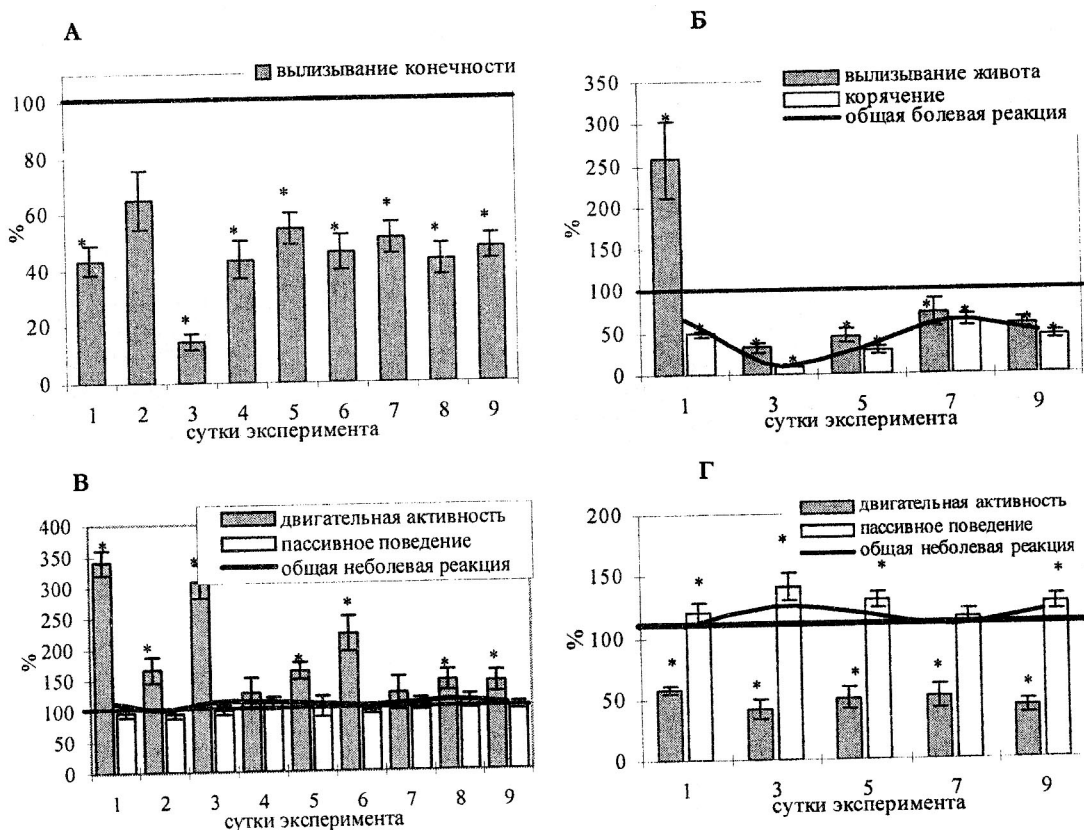 А
вылизывание конечности
100
80
60
40
20
0
%
* * * * * * * *
1 2 3 4 5 6 7 8 9
сутки эксперимента
Б
350
300
250
200
150
100
50
0
%
вылизывание живота
корячение
общая болевая реакция
* * * * * * * * * *
1 3 5 7 9
сутки эксперимента
В
400
350
300
250
200
150
100
50
0
%
двигательная активность
пассивное поведение
общая неболевая реакция
* * * * * * *
1 2 3 4 5 6 7 8 9
сутки эксперимента
Г
200
150
100
50
0
%
двигательная активность
пассивное поведение
общая неболевая реакция
* * * *
* * * * *
1 3 5 7 9
сутки эксперимента